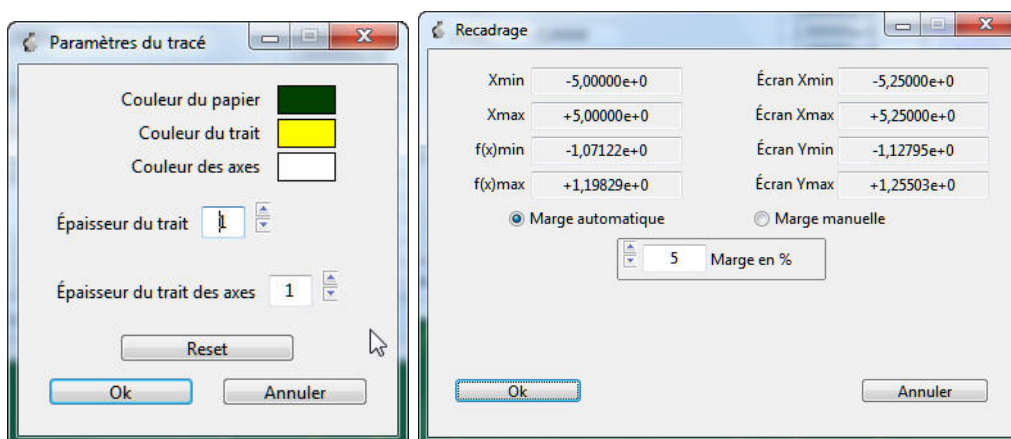 Paramètres du tracé
Couleur du papier
Couleur du trait
Couleur des axes
Épaisseur du trait 1
Épaisseur du trait des axes 1
Reset
Ok Annuler
Recadrage
Xmin -5,00000e+0 Écran Xmin -5,25000e+0
Xmax +5,00000e+0 Écran Xmax +5,25000e+0
f(x)min -1,07122e+0 Écran Ymin -1,12795e+0
f(x)max +1,19829e+0 Écran Ymax +1,25503e+0
Marge automatique Marge manuelle
5 Marge en %
Ok Annuler